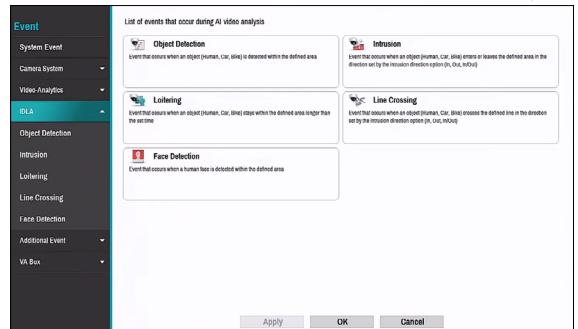 Event
System Event
Camera System
Video-Analytics
IDLA
Object Detection
Intrusion
Loitering
Line Crossing
Face Detection
Additional Event
VA Box
List of events that occur during AI video analysis
Object Detection
Event that occurs when an object (Human, Car, Bike) is detected within the defined area
Intrusion
Event that occurs when an object (Human, Car, Bike) enters or leaves the defined area in the
direction set by the intrusion direction option (In, Out, In/Out)
Loitering
Event that occurs when an object (Human, Car, Bike) stays within the defined area longer than
the set time
Line Crossing
Event that occurs when an object (Human, Car, Bike) crosses the defined line in the direction
set by the intrusion direction option (In, Out, In/Out)
Face Detection
Event that occurs when a human face is detected within the defined area
Apply
OK
Cancel